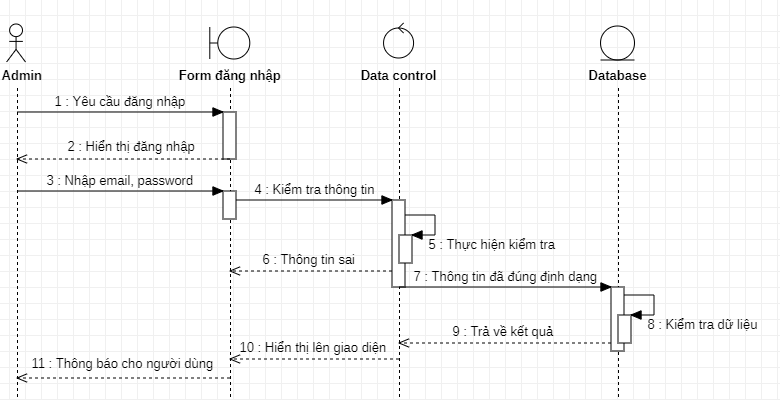 Admin
Form đăng nhập
Data control
Database
1 : Yêu cầu đăng nhập
2 : Hiển thị đăng nhập
3 : Nhập email, password
4 : Kiểm tra thông tin
5 : Thực hiện kiểm tra
6 : Thông tin sai
7 : Thông tin đã đúng định dạng
8 : Kiểm tra dữ liệu
9 : Trả về kết quả
10 : Hiển thị lên giao diện
11 : Thông báo cho người dùng